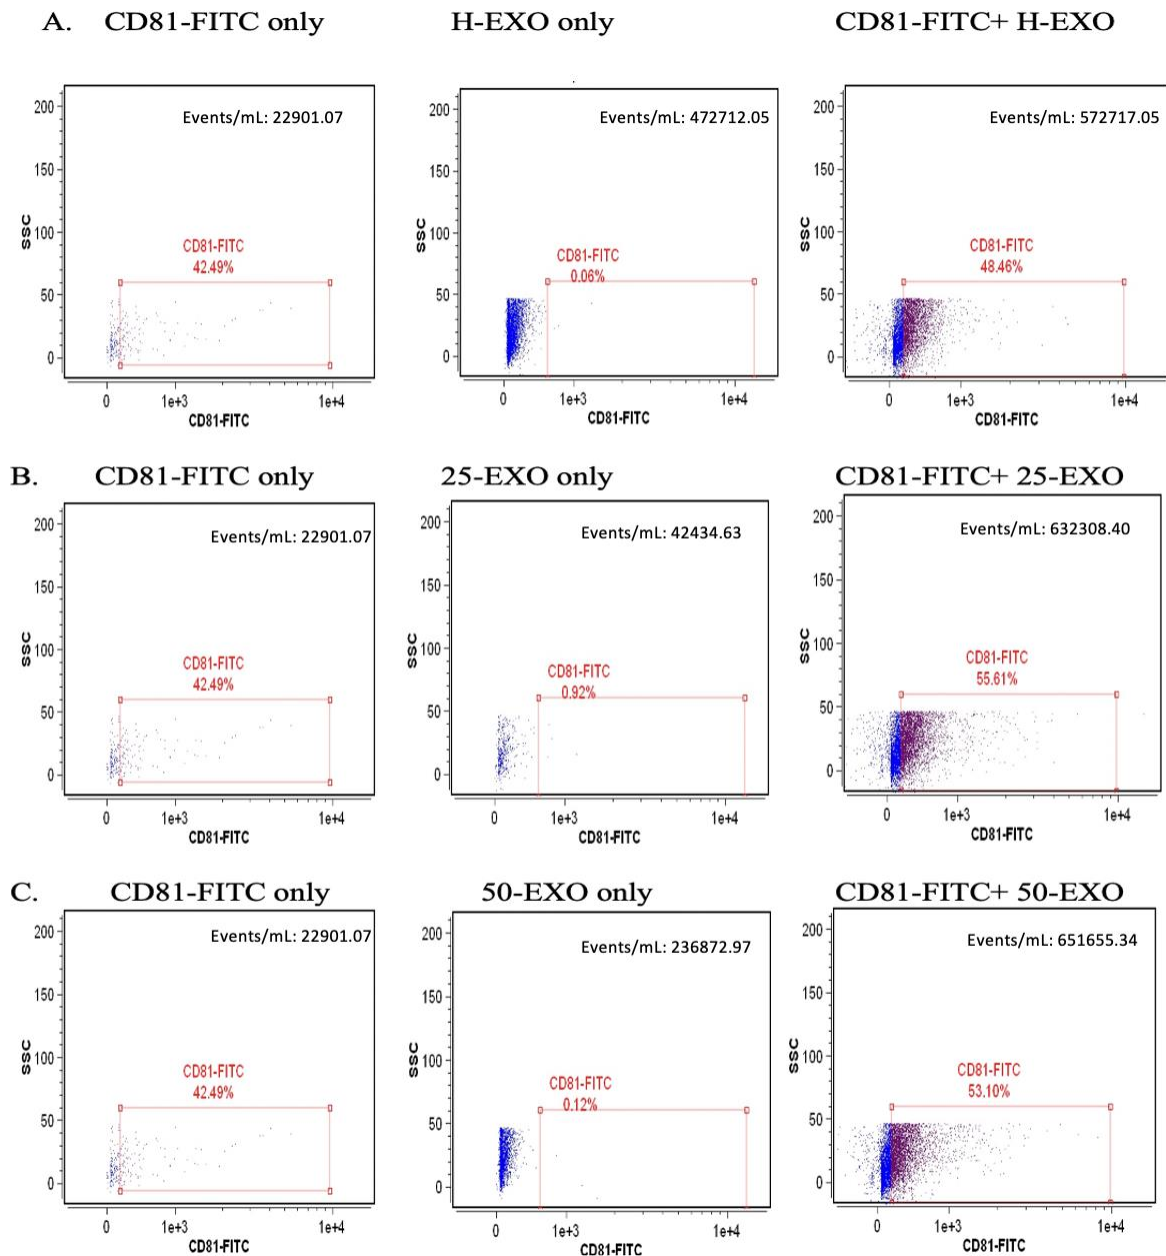 A. CD81-FITC only H-EXO only CD81-FITC+ H-EXO
Events/mL: 22901.07 Events/mL: 472712.05 Events/mL: 572717.05
200 200 200
150 150 150
100 100 100
SSC SSC SSC
CD81-FITC CD81-FITC CD81-FITC
42.49% 0.06% 48.46%
50 50 50
0 0 0
0 1e+3 1e+4 0 1e+3 1e+4 0 1e+3 1e+4
CD81-FITC CD81-FITC CD81-FITC
B. CD81-FITC only 25-EXO only CD81-FITC+ 25-EXO
200 200 200
Events/mL: 22901.07 Events/mL: 42434.63 Events/mL: 632308.40
150 150 150
100 100 100
SSC SSC SSC
CD81-FITC CD81-FITC CD81-FITC
42.49% 0.92% 55.61%
50 50 50
0 0 0
0 1e+3 1e+4 0 1e+3 1e+4 0 1e+3 1e+4
CD81-FITC CD81-FITC CD81-FITC
C. CD81-FITC only 50-EXO only CD81-FITC+ 50-EXO
200 200 200
Events/mL: 22901.07 Events/mL: 236872.97 Events/mL: 651655.34
150 150 150
100 100 100
SSC SSC SSC
CD81-FITC CD81-FITC CD81-FITC
42.49% 0.12% 53.10%
50 50 50
0 0 0
0 1e+3 1e+4 0 1e+3 1e+4 0 1e+3 1e+4
CD81-FITC CD81-FITC CD81-FITC